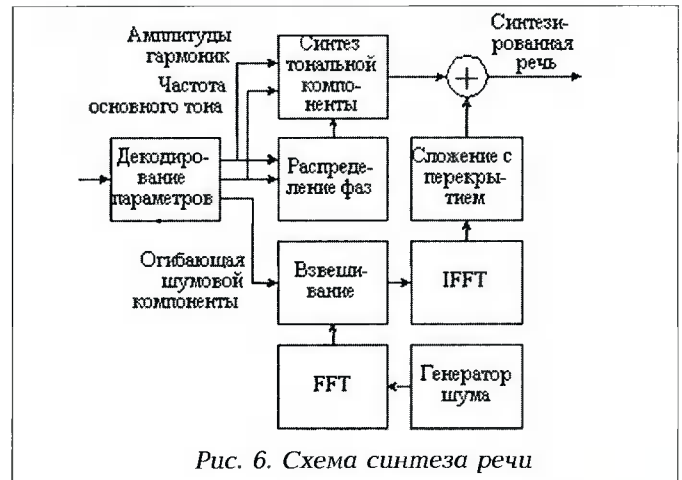 Амплитуды
гармоник
Частота
основного тона
Синтез
тональной
компо-
ненты
+
Синтези-
рованная
речь
Декодиро-
вание
параметров
Распреде-
ление фаз
Сложение с
перекры-
тием
Огибающая
шумовой
компоненты
Взвеши-
вание
IFFT
FFT
Генератор
шума
Рис. 6. Схема синтеза речи